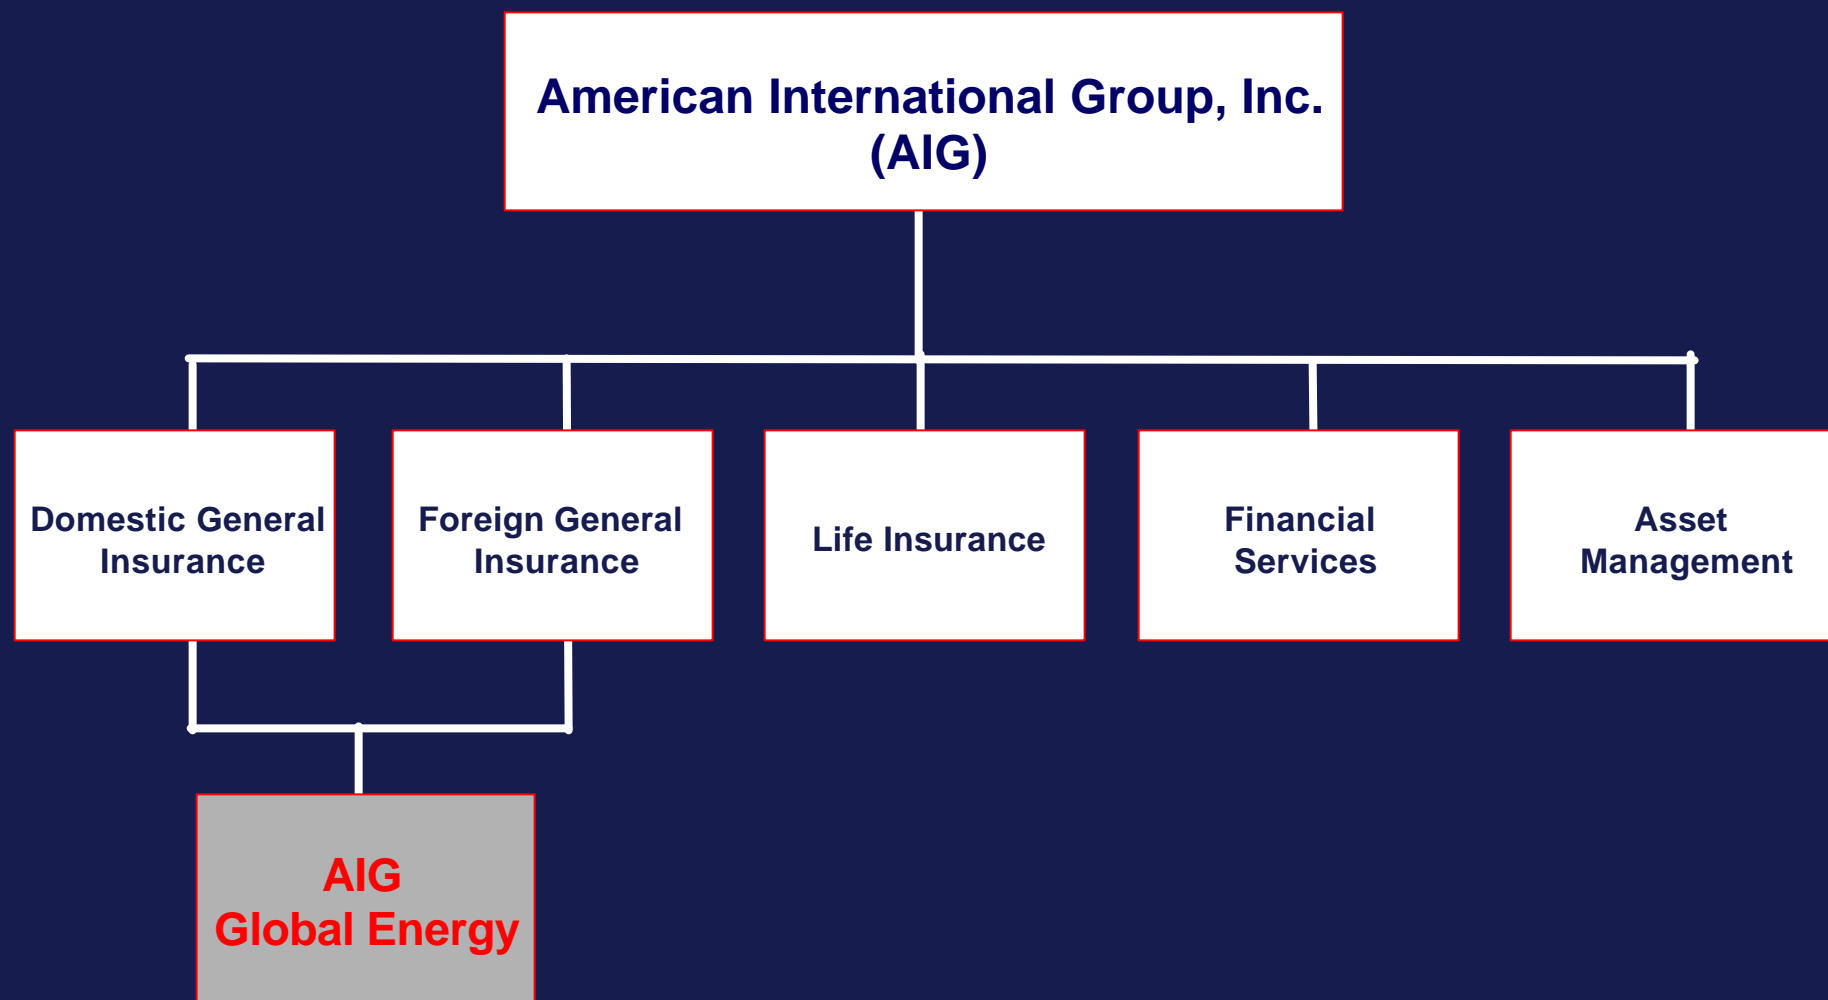 American International Group, Inc.
(AIG)
Domestic General
Insurance
Foreign General
Insurance
Life Insurance
Financial
Services
Asset
Management
AIG
Global Energy